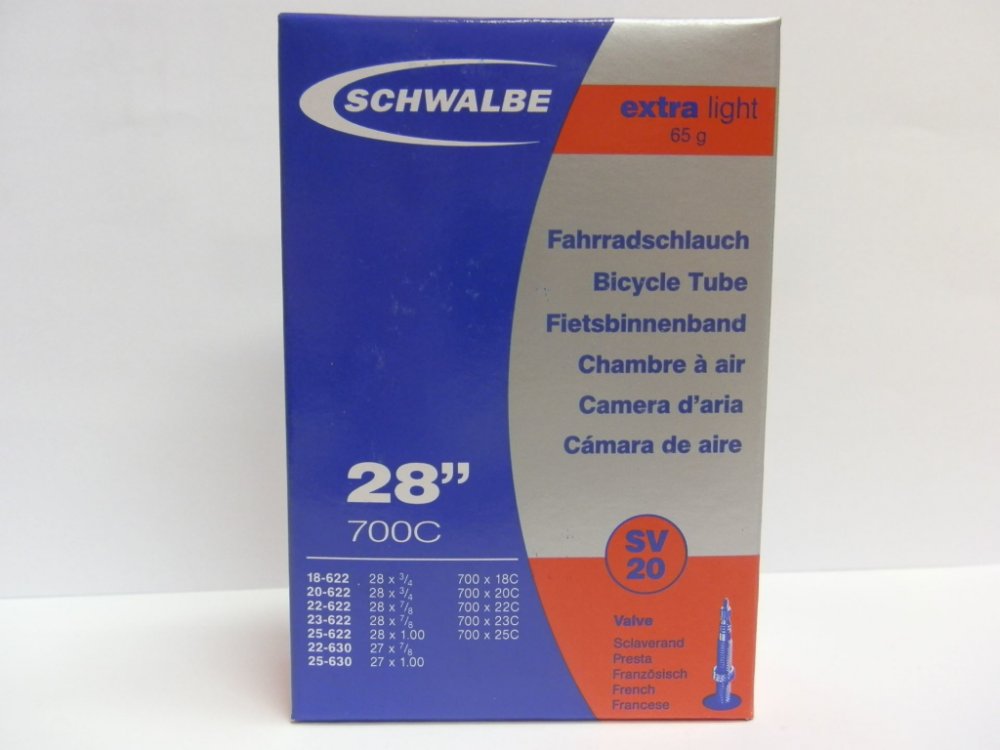 SCHWALBE
extra light
65 g
Fahrradschlauch
Bicycle Tube
Fietsbinnenband
Chambre à air
Camera d'aria
Cámara de aire
28”
700C
18-622 28 x 3/4 700 x 18C
20-622 28 x 3/4 700 x 20C
22-622 28 x 7/8 700 x 22C
23-622 28 x 7/8 700 x 23C
25-622 28 x 1.00 700 x 25C
22-630 27 x 7/8
25-630 27 x 1.00
SV
20
Valve
Sclaverand
Presta
Französisch
French
Francese